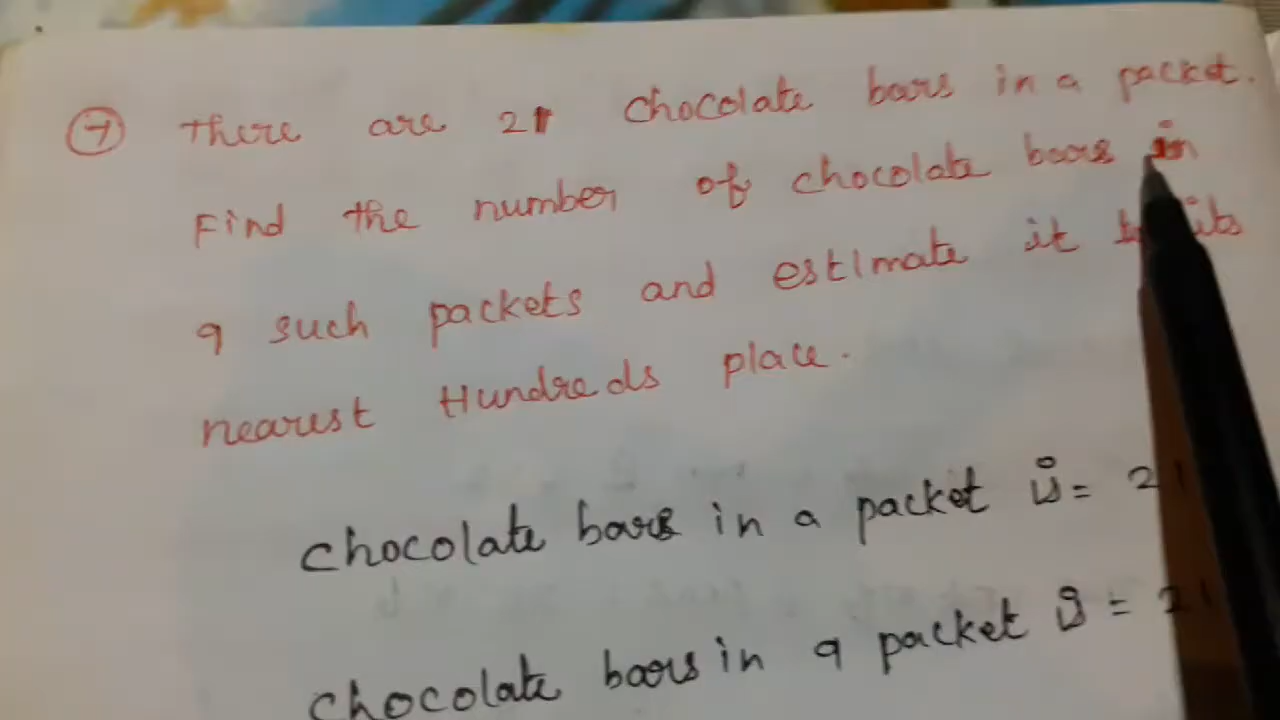 7 There are 21 chocolate bars in a packet.
Find the number of chocolate bars in
9 such packets and estimate it its
nearest Hundreds place.
chocolate bars in a packet is = 21
chocolate bars in 9 packet is = 21